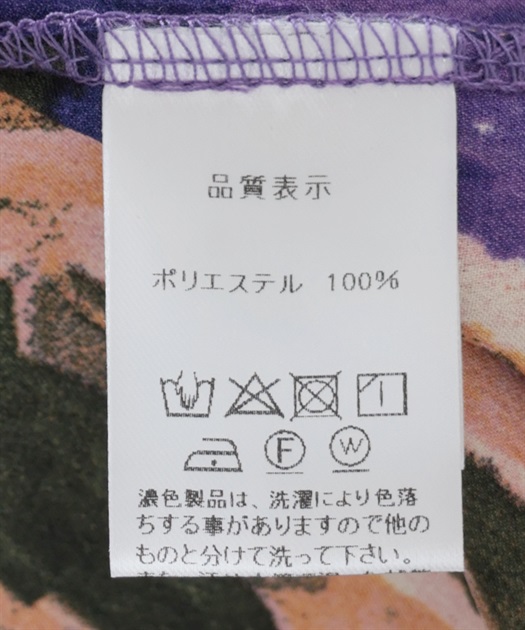 品質表示
ポリエステル 100%
F W
濃色製品は、洗濯により色落
ちする事がありますので他の
ものと分けて洗って下さい。